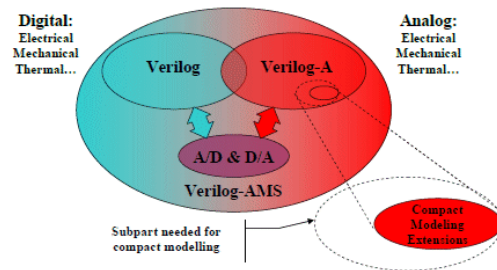 Digital:
Electrical
Mechanical
Thermal...
Analog:
Electrical
Mechanical
Thermal...
Verilog
Verilog-A
A/D & D/A
Verilog-AMS
Subpart needed for
compact modelling
Compact
Modeling
Extensions